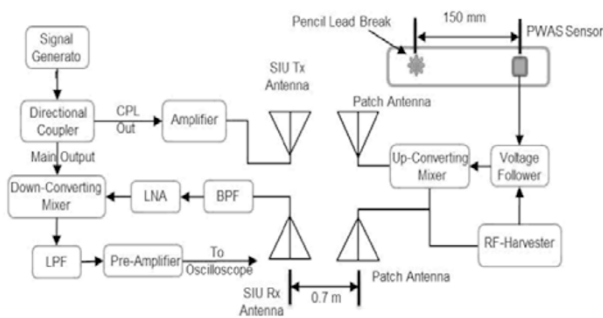 Signal
Generato
Directional
Coupler
CPL
Out
Amplifier
Main Output
Down-Converting
Mixer
LNA
BPF
LPF
Pre-Amplifier
To
Oscilloscope
SIU Tx
Antenna
SIU Rx
Antenna
0.7 m
Patch Antenna
Patch Antenna
Pencil Lead Break
150 mm
PWAS Sensor
Up-Converting
Mixer
Voltage
Follower
RF-Harvester